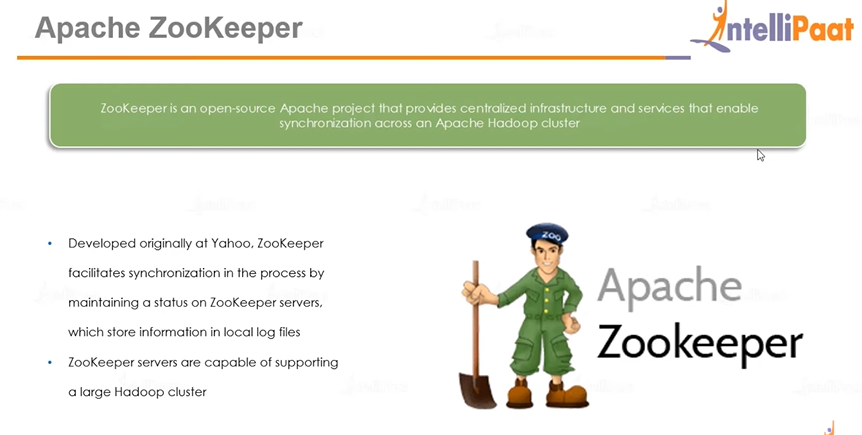 Apache ZooKeeper
IntelliPaat
ZooKeeper is an open-source Apache project that provides centralized infrastructure and services that enable
synchronization across an Apache Hadoop cluster
• Developed originally at Yahoo, ZooKeeper
facilitates synchronization in the process by
maintaining a status on ZooKeeper servers,
which store information in local log files
• ZooKeeper servers are capable of supporting
a large Hadoop cluster
ZOO
Apache
Zookeeper